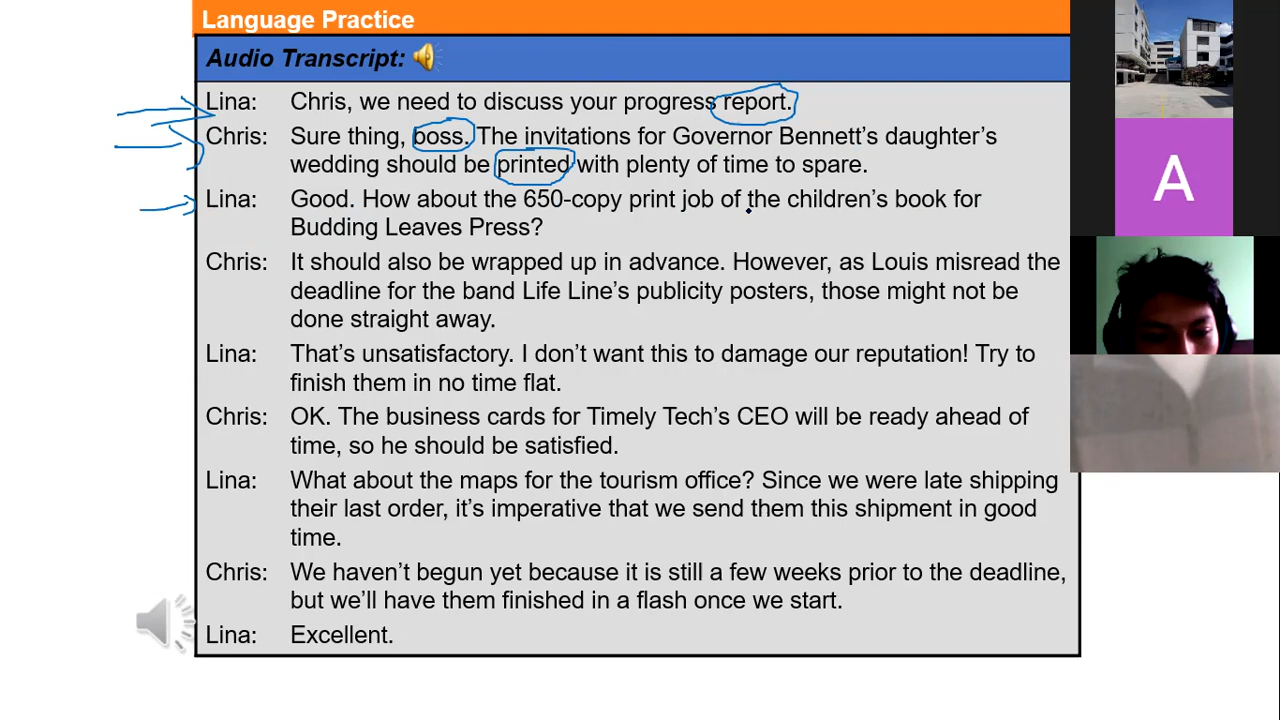 Language Practice
Audio Transcript:
Lina: Chris, we need to discuss your progress report.
Chris: Sure thing, boss. The invitations for Governor Bennett's daughter's
wedding should be printed with plenty of time to spare.
Lina: Good. How about the 650-copy print job of the children's book for
Budding Leaves Press?
Chris: It should also be wrapped up in advance. However, as Louis misread the
deadline for the band Life Line's publicity posters, those might not be
done straight away.
Lina: That's unsatisfactory. I don't want this to damage our reputation! Try to
finish them in no time flat.
Chris: OK. The business cards for Timely Tech's CEO will be ready ahead of
time, so he should be satisfied.
Lina: What about the maps for the tourism office? Since we were late shipping
their last order, it's imperative that we send them this shipment in good
time.
Chris: We haven't begun yet because it is still a few weeks prior to the deadline,
but we'll have them finished in a flash once we start.
Lina: Excellent.
A